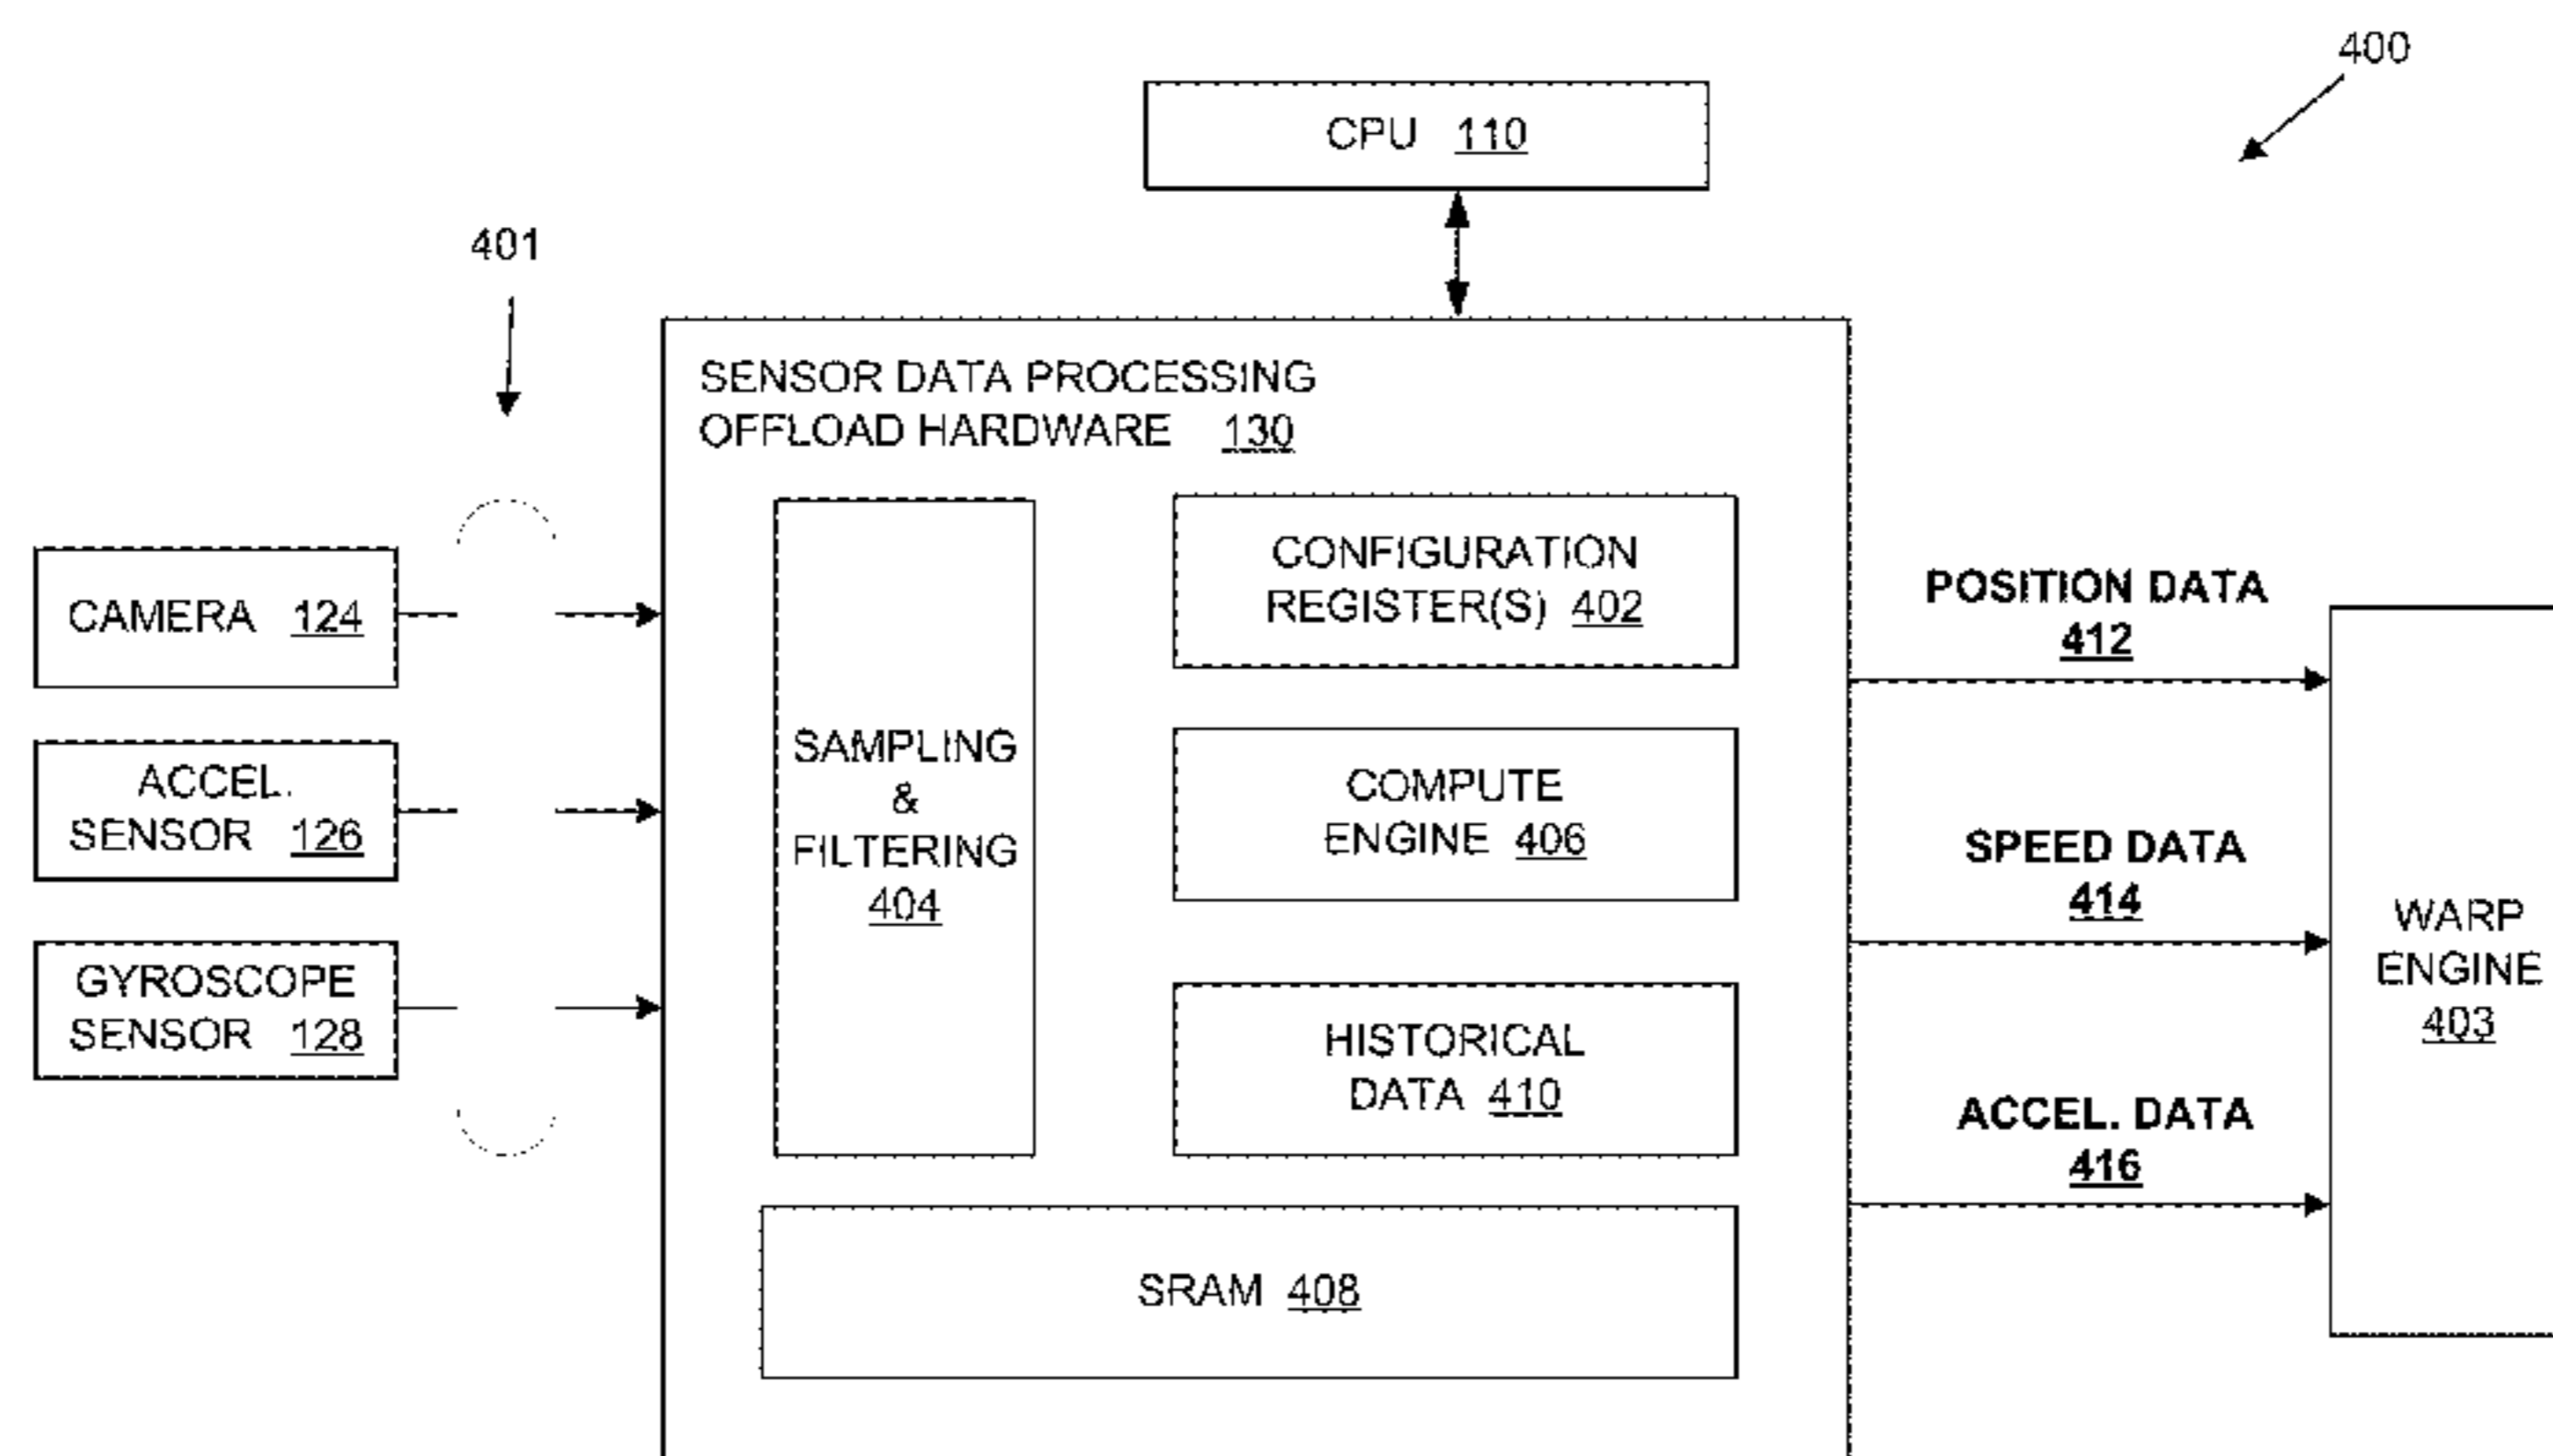 400
CPU 110
401
SENSOR DATA PROCESSING
OFFLOAD HARDWARE 130
CAMERA 124
ACCEL.
SENSOR 126
GYROSCOPE
SENSOR 128
SAMPLING
&
FILTERING
404
CONFIGURATION
REGISTER(S) 402
COMPUTE
ENGINE 406
HISTORICAL
DATA 410
SRAM 408
POSITION DATA
412
SPEED DATA
414
ACCEL. DATA
416
WARP
ENGINE
403